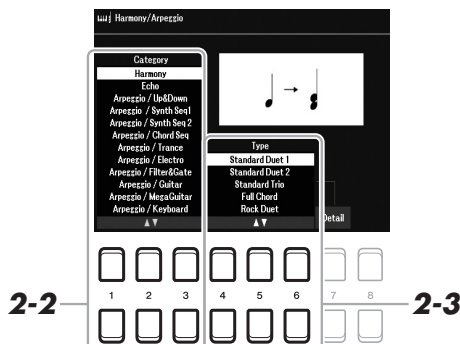 Harmony/Arpeggio
Category
Harmony
Echo
Arpeggio / Up&Down
Arpeggio / Synth Seq1
Arpeggio / Synth Seq 2
Arpeggio / Chord Seq
Arpeggio / Trance
Arpeggio / Electro
Arpeggio / Filter&Gate
Arpeggio / Guitar
Arpeggio / MegaGuitar
Arpeggio / Keyboard
▲▼
Type
Standard Duet 1
Standard Duet 2
Standard Trio
Full Chord
Rock Duet
▲▼
Detail
2-2
1 2 3 4 5 6 7 8
2-3